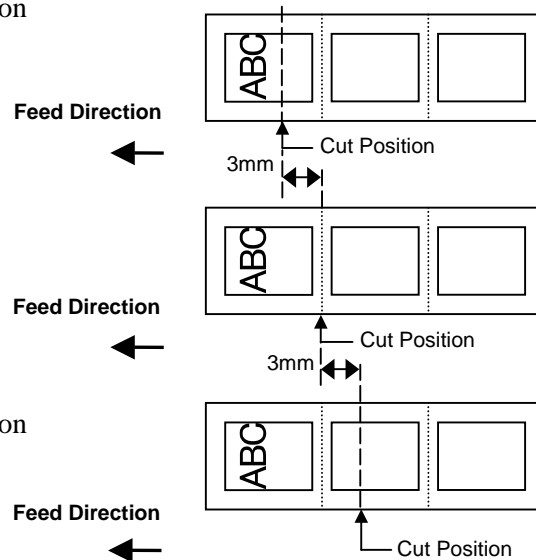 on
ABC
Feed Direction
Cut Position
3mm
ABC
Feed Direction
Cut Position
3mm
on
ABC
Feed Direction
Cut Position